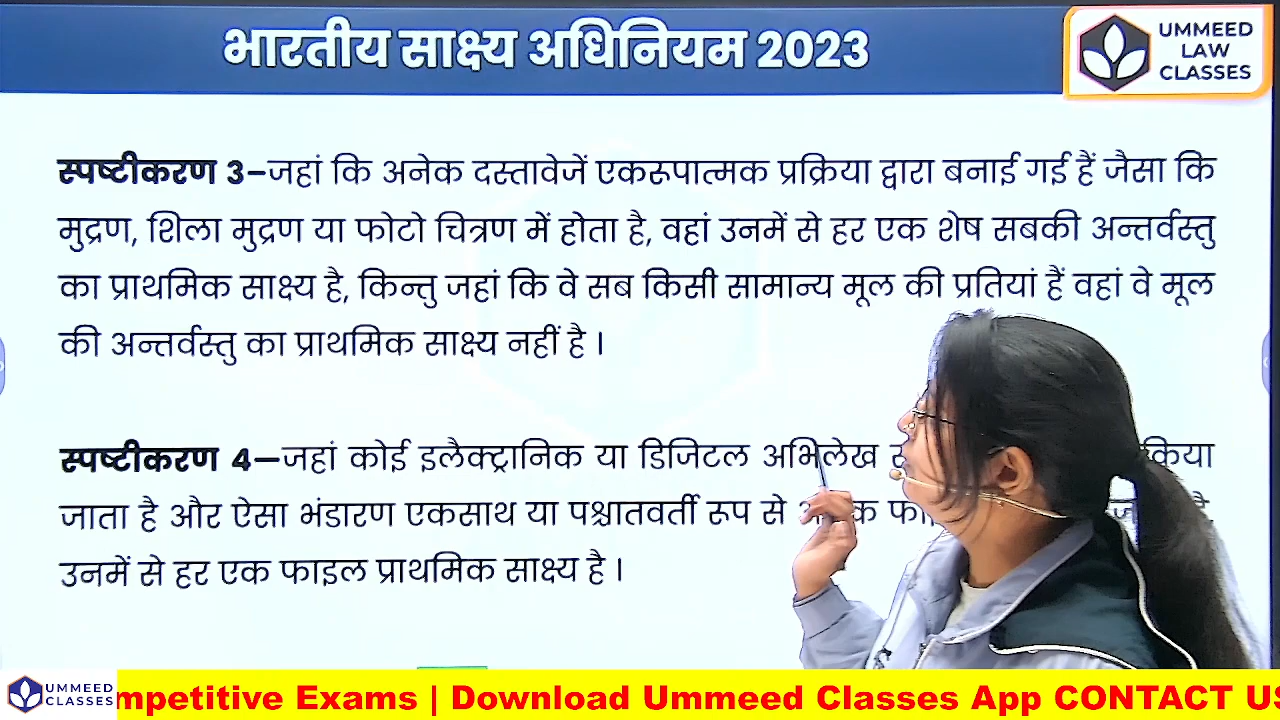 भारतीय साक्ष्य अधिनियम 2023
UMMEED
LAW
CLASSES
स्पष्टीकरण 3–जहां कि अनेक दस्तावेजें एकरूपात्मक प्रक्रिया द्वारा बनाई गई हैं जैसा कि
मुद्रण, शिला मुद्रण या फोटो चित्रण में होता है, वहां उनमें से हर एक शेष सबकी अन्तर्वस्तु
का प्राथमिक साक्ष्य है, किन्तु जहां कि वे सब किसी सामान्य मूल की प्रतियां हैं वहां वे मूल
की अन्तर्वस्तु का प्राथमिक साक्ष्य नहीं है ।
स्पष्टीकरण 4—जहां कोई इलैक्ट्रानिक या डिजिटल अभिलेख किया
जाता है और ऐसा भंडारण एकसाथ या पश्चातवर्ती रूप से
उनमें से हर एक फाइल प्राथमिक साक्ष्य है ।
UMMEED
CLASSES
mpetitive Exams | Download Ummeed Classes App CONTACT US